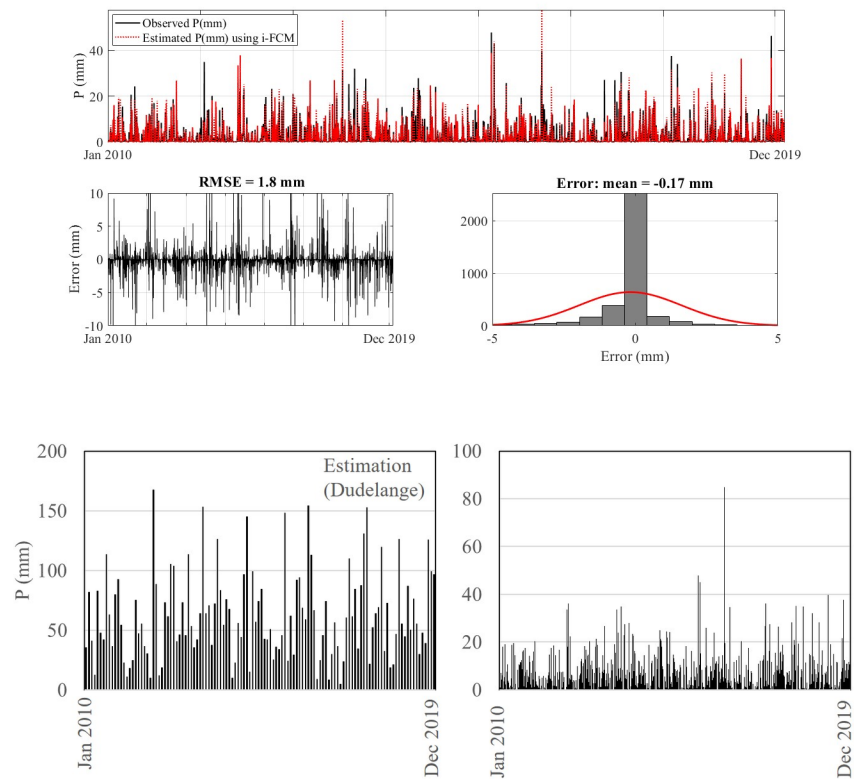 Observed P(mm)
Estimated P(mm) using i-FCM
P (mm)
40
20
0
Jan 2010
Dec 2019
RMSE = 1.8 mm
Error (mm)
10
5
0
-5
-10
Jan 2010
Dec 2019
Error: mean = -0.17 mm
2000
1000
0
-5
0
5
Error (mm)
P (mm)
200
150
100
50
0
Estimation
(Dudelange)
Jan 2010
Dec 2019
100
80
60
40
20
0
Jan 2010
Dec 2019